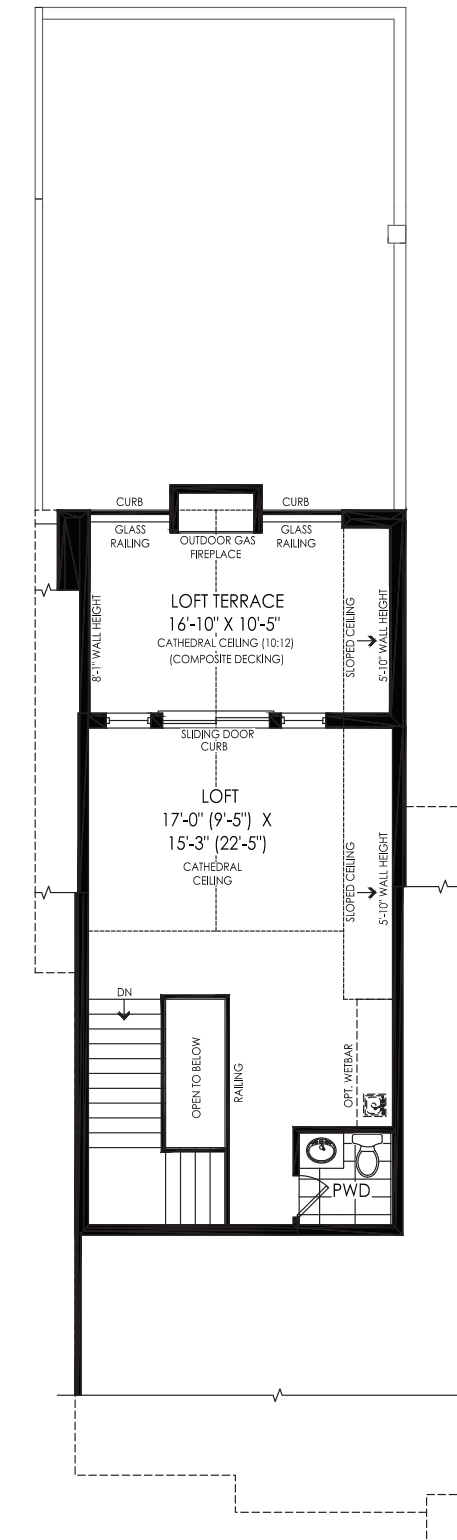 CURB
CURB
GLASS
RAILING
OUTDOOR GAS
FIREPLACE
GLASS
RAILING
8'-1" WALL HEIGHT
LOFT TERRACE
16'-10" X 10'-5"
CATHEDRAL CEILING (10:12)
(COMPOSITE DECKING)
SLOPED CEILING
5'-10" WALL HEIGHT
SLIDING DOOR
CURB
LOFT
17'-0" (9'-5") X
15'-3" (22'-5")
CATHEDRAL
CEILING
SLOPED CEILING
5'-10" WALL HEIGHT
DN
OPEN TO BELOW
RAILING
OPT. WETBAR
PWD